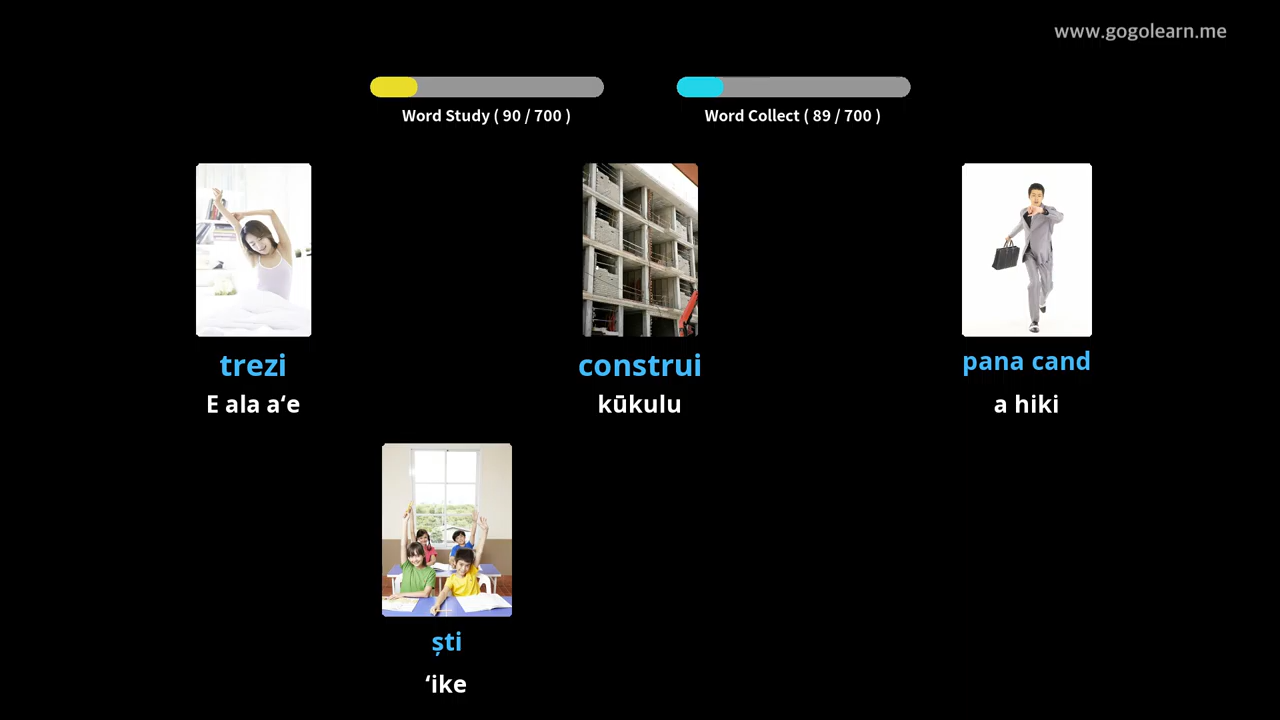 www.gogolearn.me
Word Study ( 90 / 700 )
Word Collect ( 89 / 700 )
trezi
construi
pana cand
E ala aʻe
kūkulu
a hiki
ști
ʻike